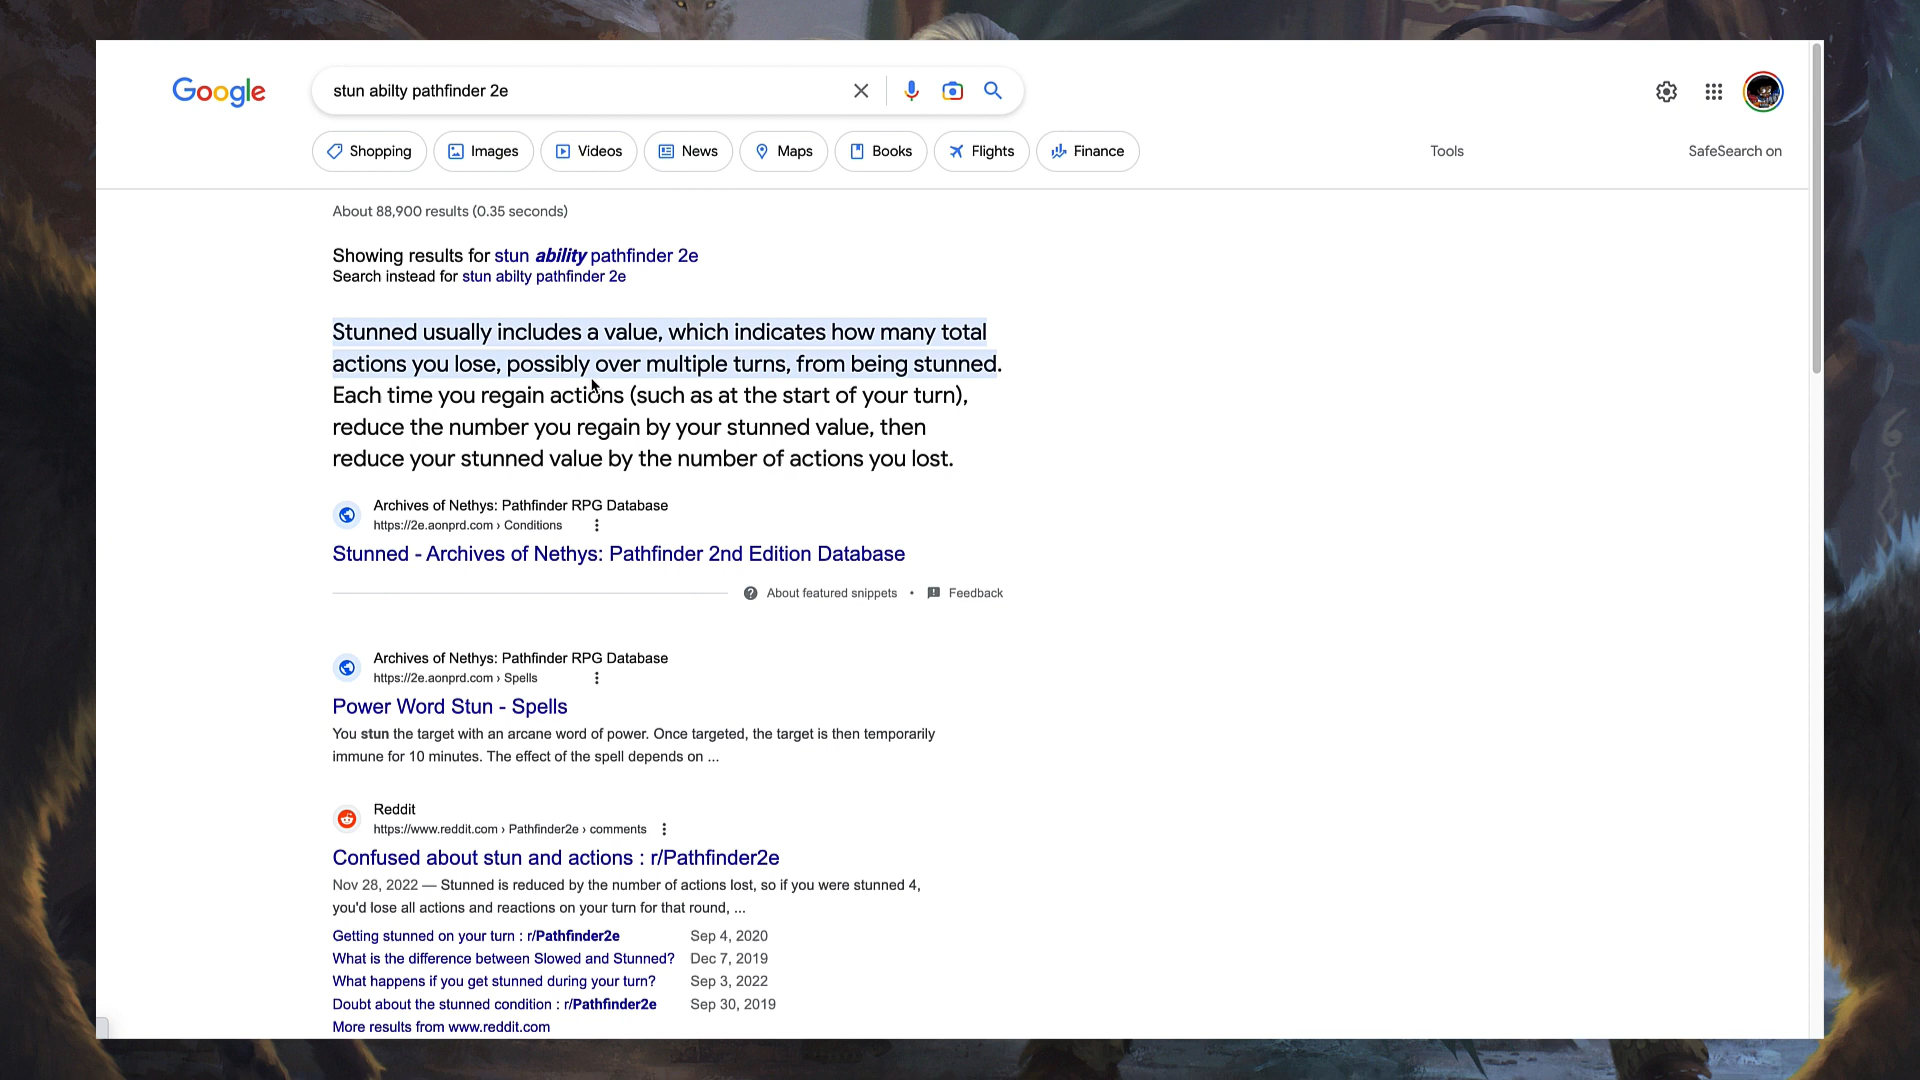 Google
stun abilty pathfinder 2e
Shopping Images Videos News Maps Books Flights Finance Tools SafeSearch on
About 88,900 results (0.35 seconds)
Showing results for stun ability pathfinder 2e
Search instead for stun abilty pathfinder 2e
Stunned usually includes a value, which indicates how many total
actions you lose, possibly over multiple turns, from being stunned.
Each time you regain actions (such as at the start of your turn),
reduce the number you regain by your stunned value, then
reduce your stunned value by the number of actions you lost.
Archives of Nethys: Pathfinder RPG Database
https://2e.aonprd.com › Conditions
Stunned - Archives of Nethys: Pathfinder 2nd Edition Database
About featured snippets • Feedback
Archives of Nethys: Pathfinder RPG Database
https://2e.aonprd.com › Spells
Power Word Stun - Spells
You stun the target with an arcane word of power. Once targeted, the target is then temporarily
immune for 10 minutes. The effect of the spell depends on ...
Reddit
https://www.reddit.com › Pathfinder2e › comments
Confused about stun and actions : r/Pathfinder2e
Nov 28, 2022 — Stunned is reduced by the number of actions lost, so if you were stunned 4,
you'd lose all actions and reactions on your turn for that round, ...
Getting stunned on your turn : r/Pathfinder2e Sep 4, 2020
What is the difference between Slowed and Stunned? Dec 7, 2019
What happens if you get stunned during your turn? Sep 3, 2022
Doubt about the stunned condition : r/Pathfinder2e Sep 30, 2019
More results from www.reddit.com